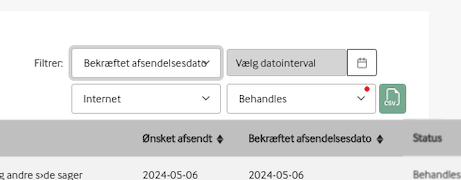 Filtrer: Bekræftet afsendelsesdato Vælg datointerval
Internet Behandles CSV
Ønsket afsendt Bekræftet afsendelsesdato Status
g andre s>de sager 2024-05-06 2024-05-06 Behandles